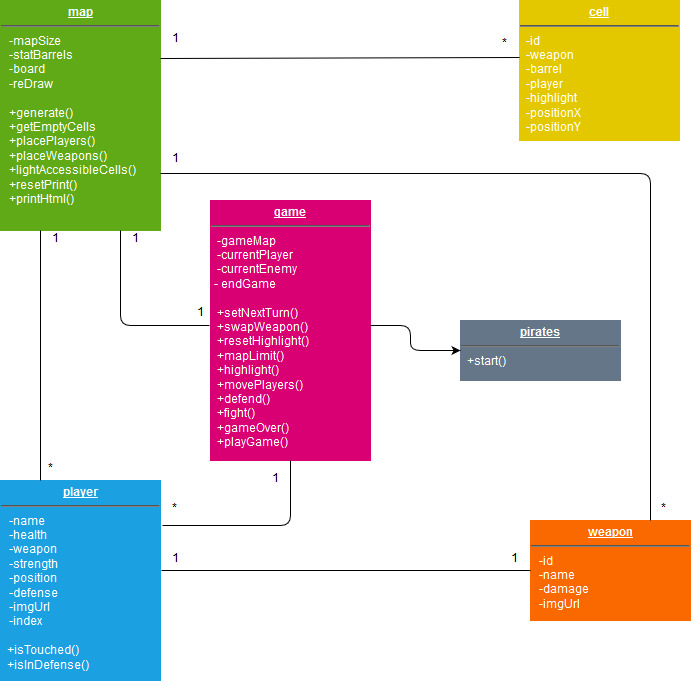 map
-mapSize
-statBarrels
-board
-reDraw
+generate()
+getEmptyCells
+placePlayers()
+placeWeapons()
+lightAccessibleCells()
+resetPrint()
+printHtml()
1
*
cell
-id
-weapon
-barrel
-player
-highlight
-positionX
-positionY
1
1
1
1
game
-gameMap
-currentPlayer
-currentEnemy
- endGame
+setNextTurn()
+swapWeapon()
+resetHighlight()
+mapLimit()
+highlight()
+movePlayers()
+defend()
+fight()
+gameOver()
+playGame()
pirates
+start()
*
1
*
player
-name
-health
-weapon
-strength
-position
-defense
-imgUrl
-index
+isTouched()
+isInDefense()
1
1
*
weapon
-id
-name
-damage
-imgUrl